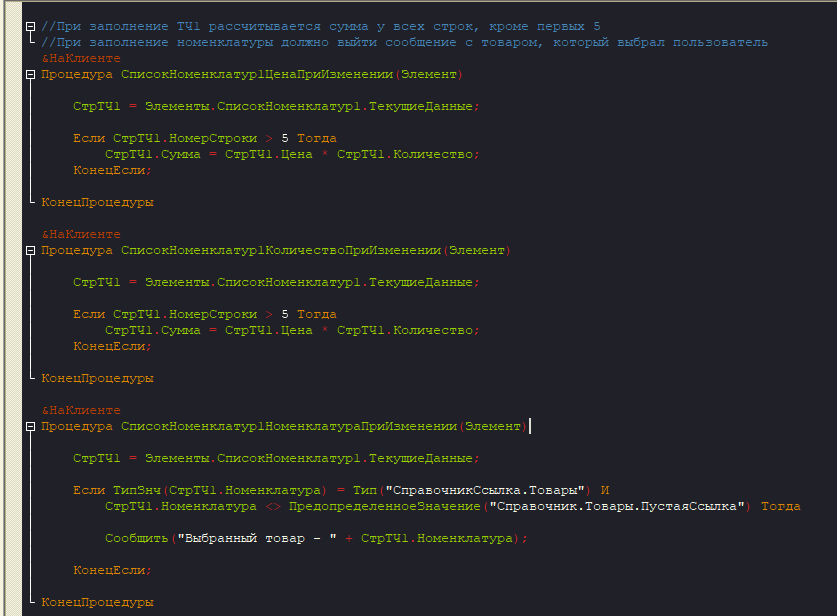 //При заполнение ТЧ1 рассчитывается сумма у всех строк, кроме первых 5
//При заполнение номенклатуры должно выйти сообщение с товаром, который выбрал пользователь
&НаКлиенте
Процедура СписокНоменклатур1ЦенаПриИзменении(Элемент)
СтрТЧ1 = Элементы.СписокНоменклатур1.ТекущиеДанные;
Если СтрТЧ1.НомерСтроки > 5 Тогда
СтрТЧ1.Сумма = СтрТЧ1.Цена * СтрТЧ1.Количество;
КонецЕсли;
КонецПроцедуры
&НаКлиенте
Процедура СписокНоменклатур1КоличествоПриИзменении(Элемент)
СтрТЧ1 = Элементы.СписокНоменклатур1.ТекущиеДанные;
Если СтрТЧ1.НомерСтроки > 5 Тогда
СтрТЧ1.Сумма = СтрТЧ1.Цена * СтрТЧ1.Количество;
КонецЕсли;
КонецПроцедуры
&НаКлиенте
Процедура СписокНоменклатур1НоменклатураПриИзменении(Элемент)
СтрТЧ1 = Элементы.СписокНоменклатур1.ТекущиеДанные;
Если ТипЗнч(СтрТЧ1.Номенклатура) = Тип("СправочникСсылка.Товары") И
СтрТЧ1.Номенклатура <> ПредопределенноеЗначение("Справочник.Товары.ПустаяСсылка") Тогда
Сообщить("Выбранный товар - " + СтрТЧ1.Номенклатура);
КонецЕсли;
КонецПроцедуры